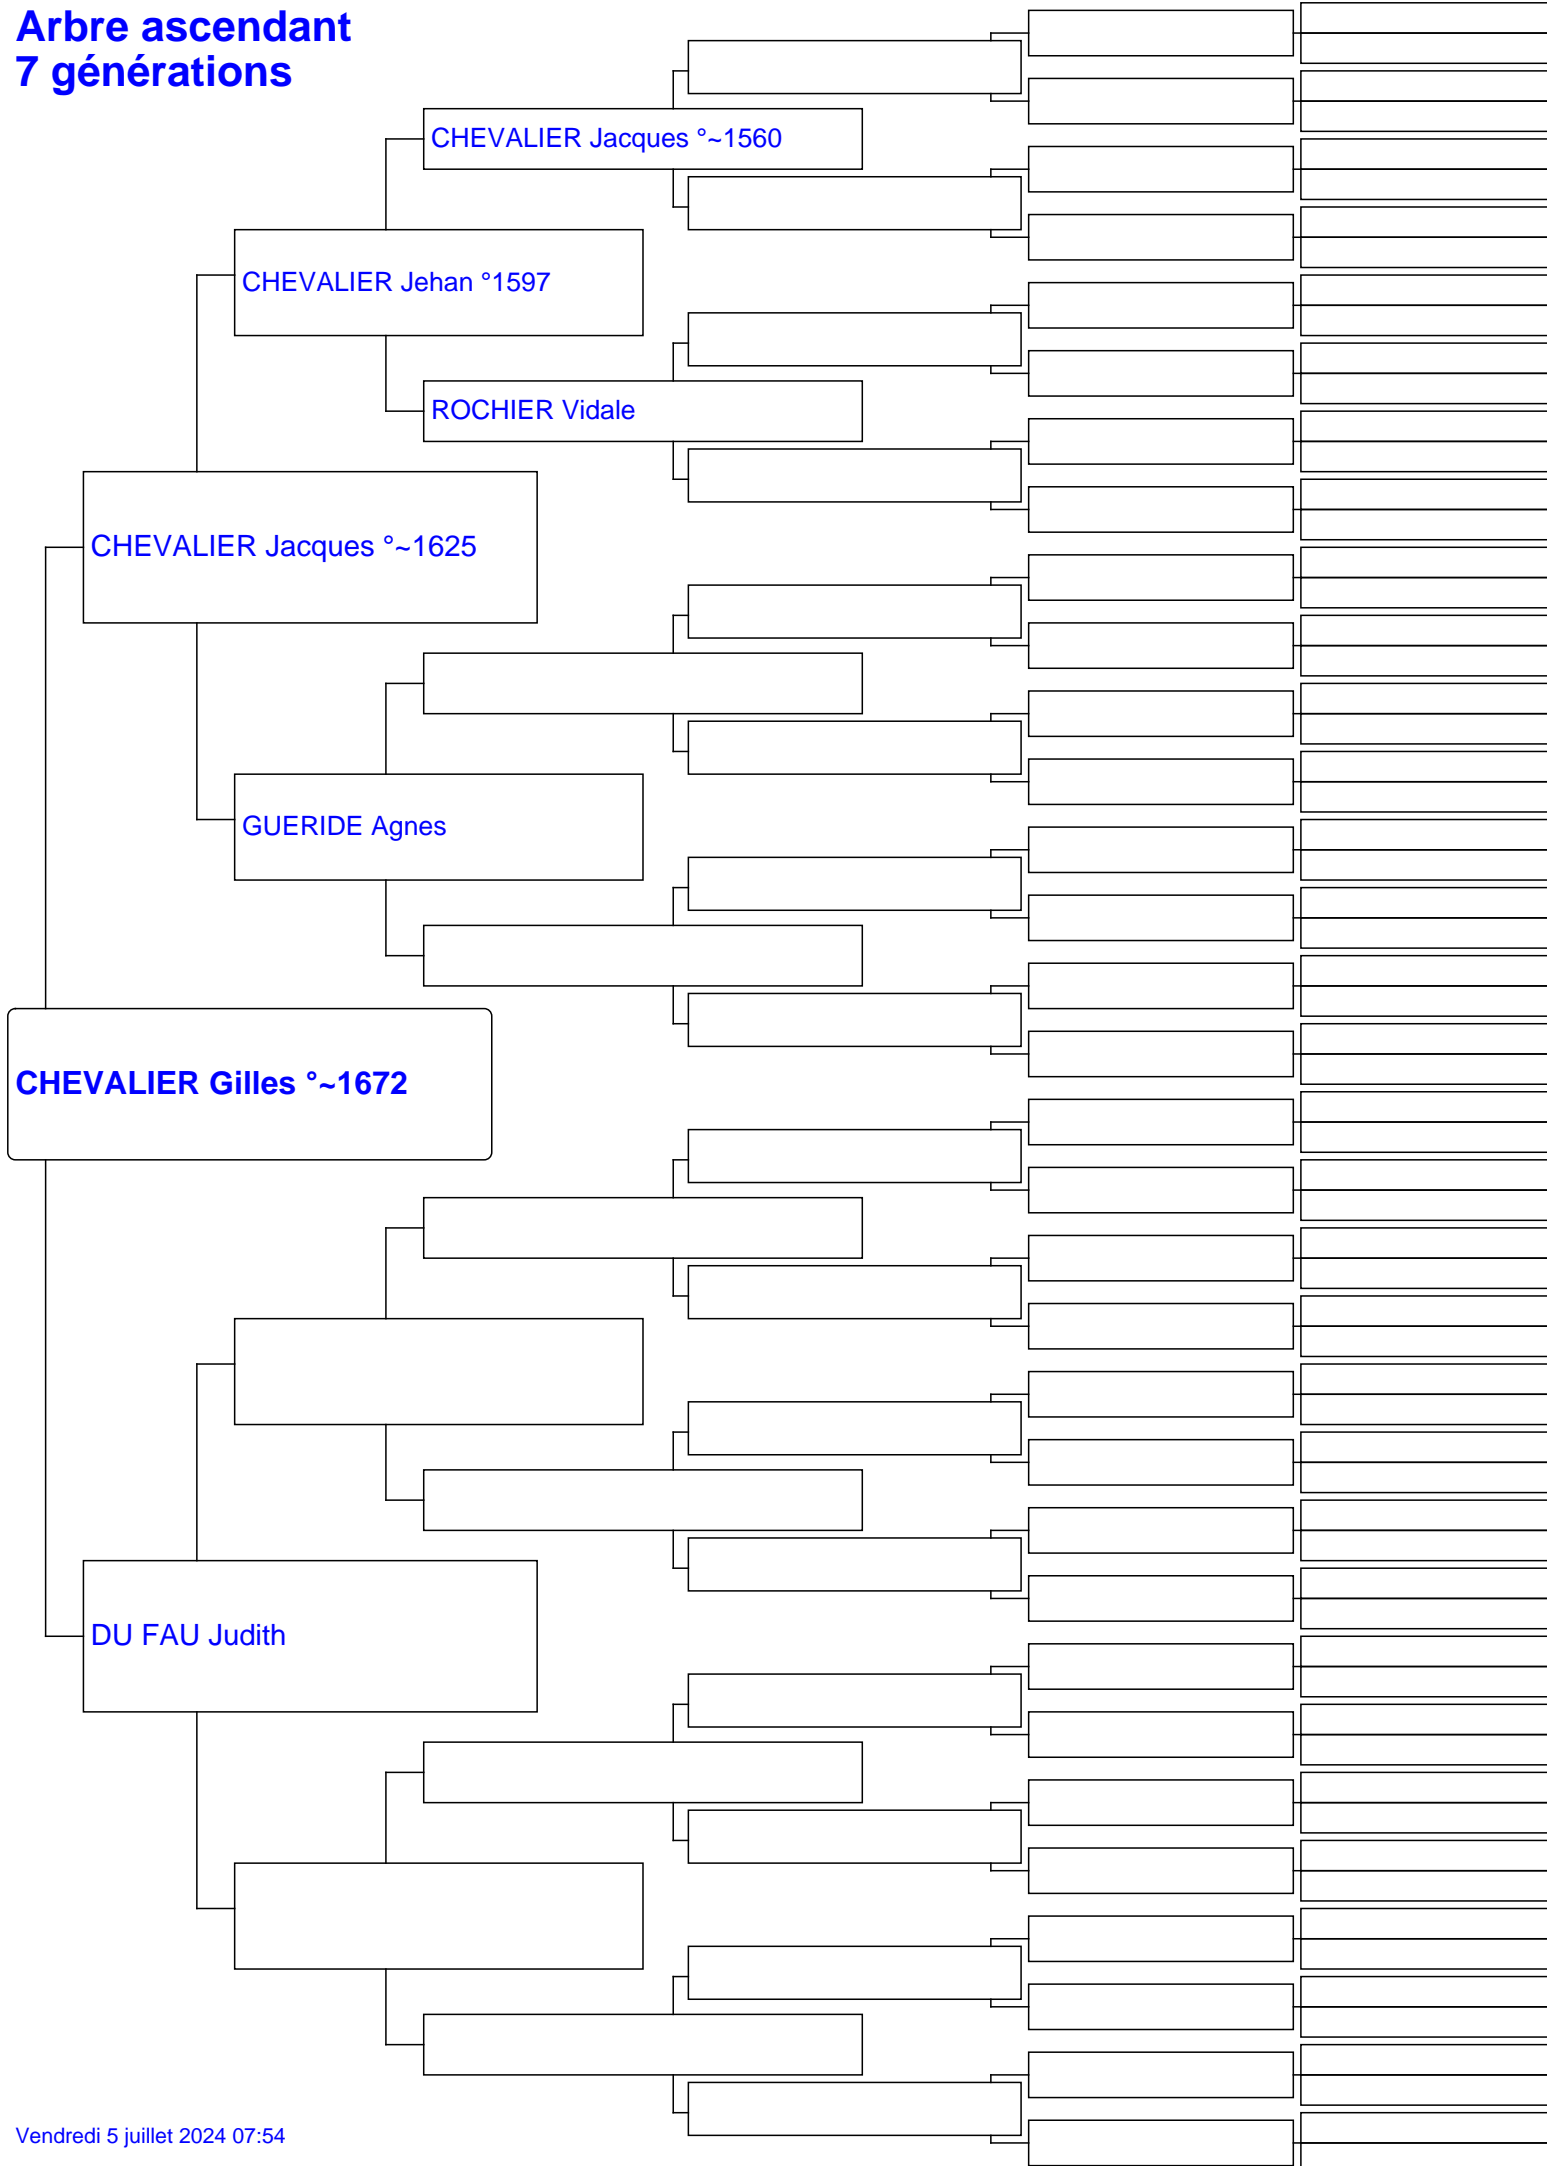 Arbre ascendant
7 générations
CHEVALIER Jacques °~1560
CHEVALIER Jehan °1597
ROCHIER Vidale
CHEVALIER Jacques °~1625
GUERIDE Agnes
CHEVALIER Gilles °~1672
DU FAU Judith
Vendredi 5 juillet 2024 07:54